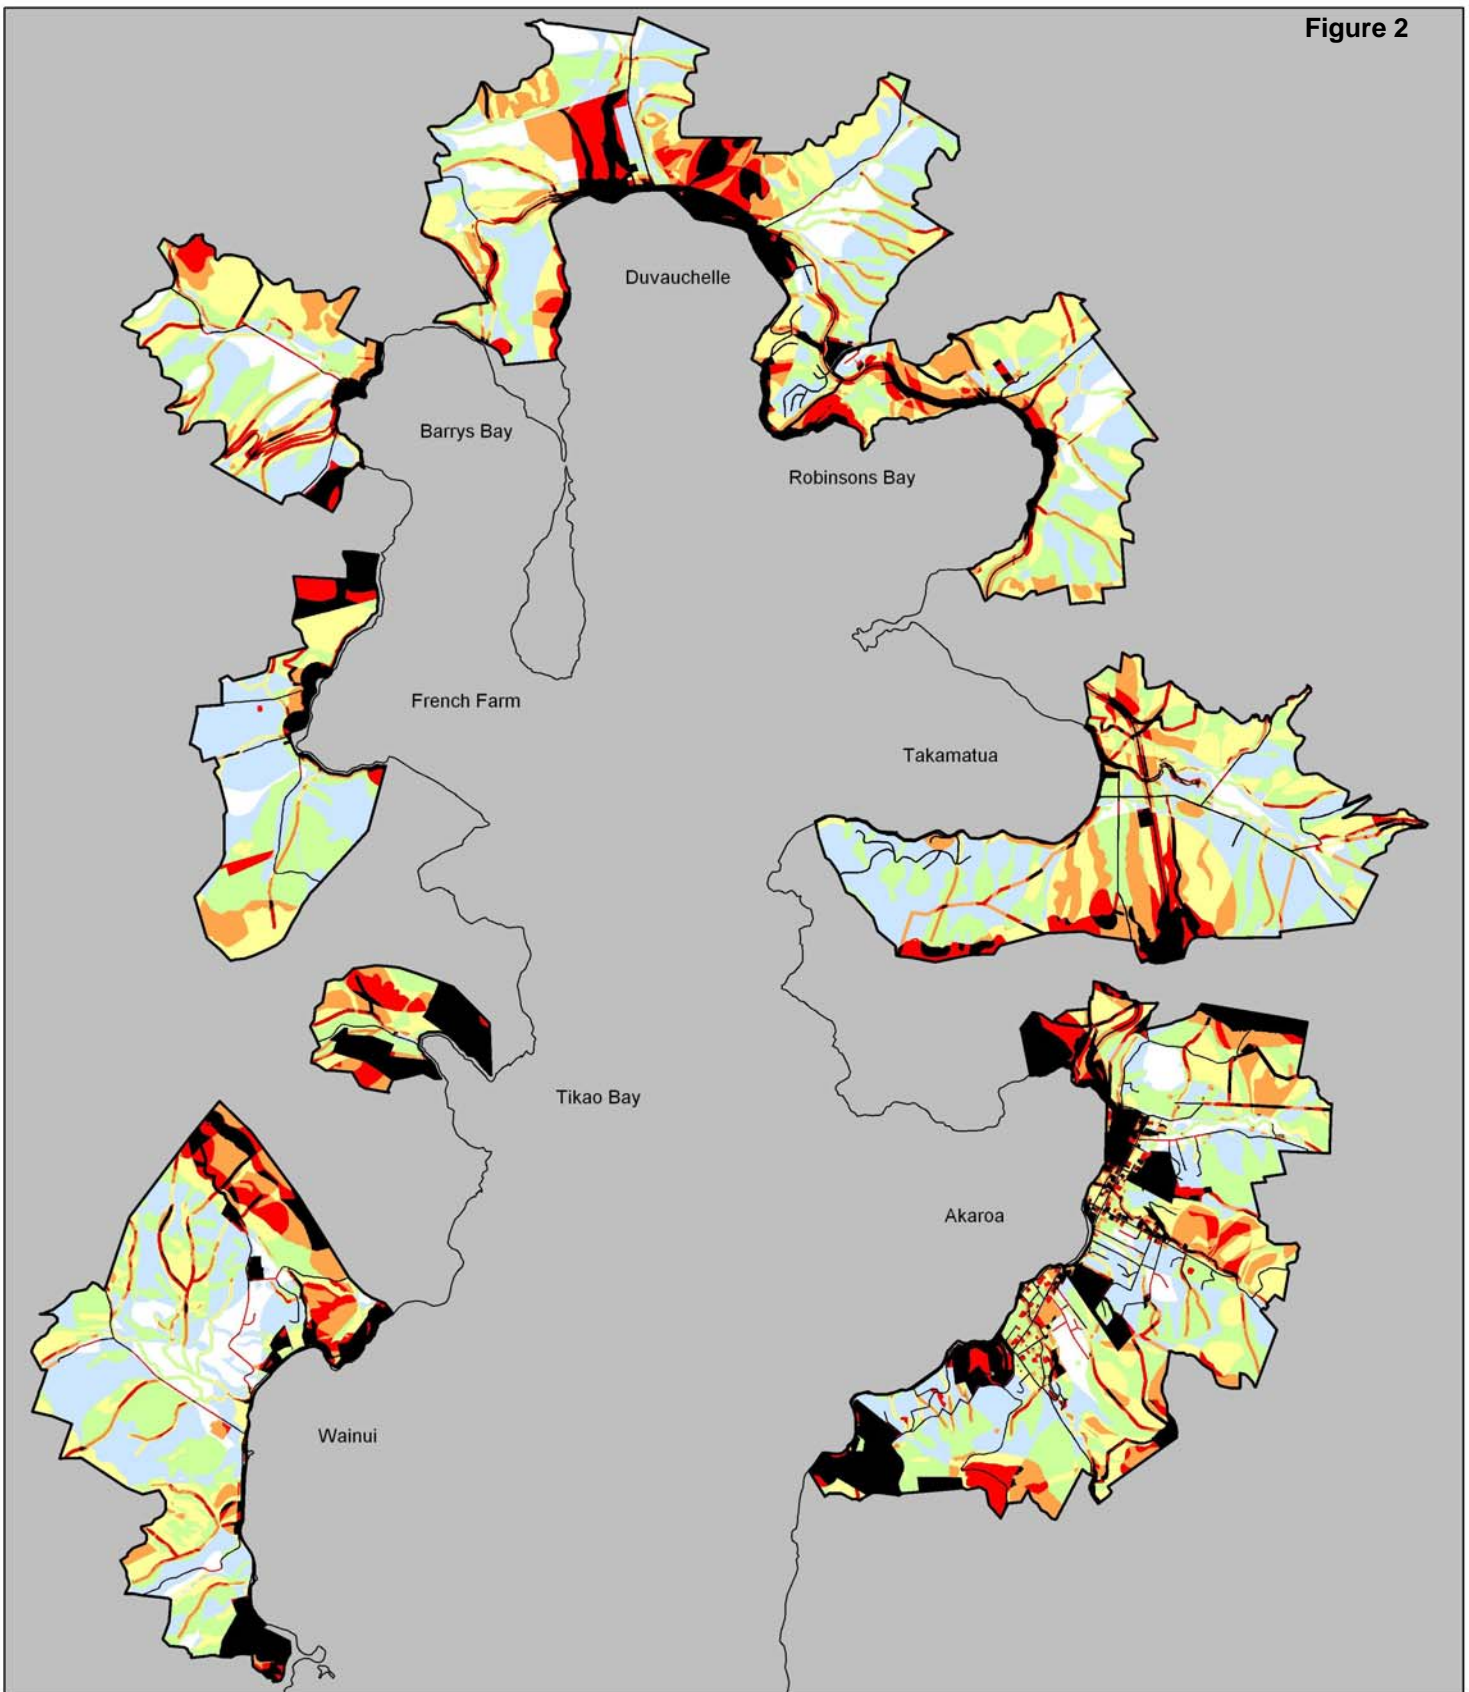 Figure 2
Duvauchelle
Barrys Bay
Robinsons Bay
French Farm
Takamatua
Tikao Bay
Akaroa
Wainui